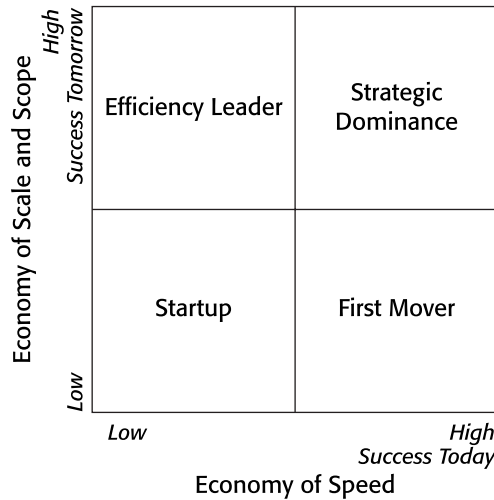 High
Success Tomorrow
Economy of Scale and Scope
Efficiency Leader
Strategic
Dominance
Startup
First Mover
Low
Low
High
Success Today
Economy of Speed